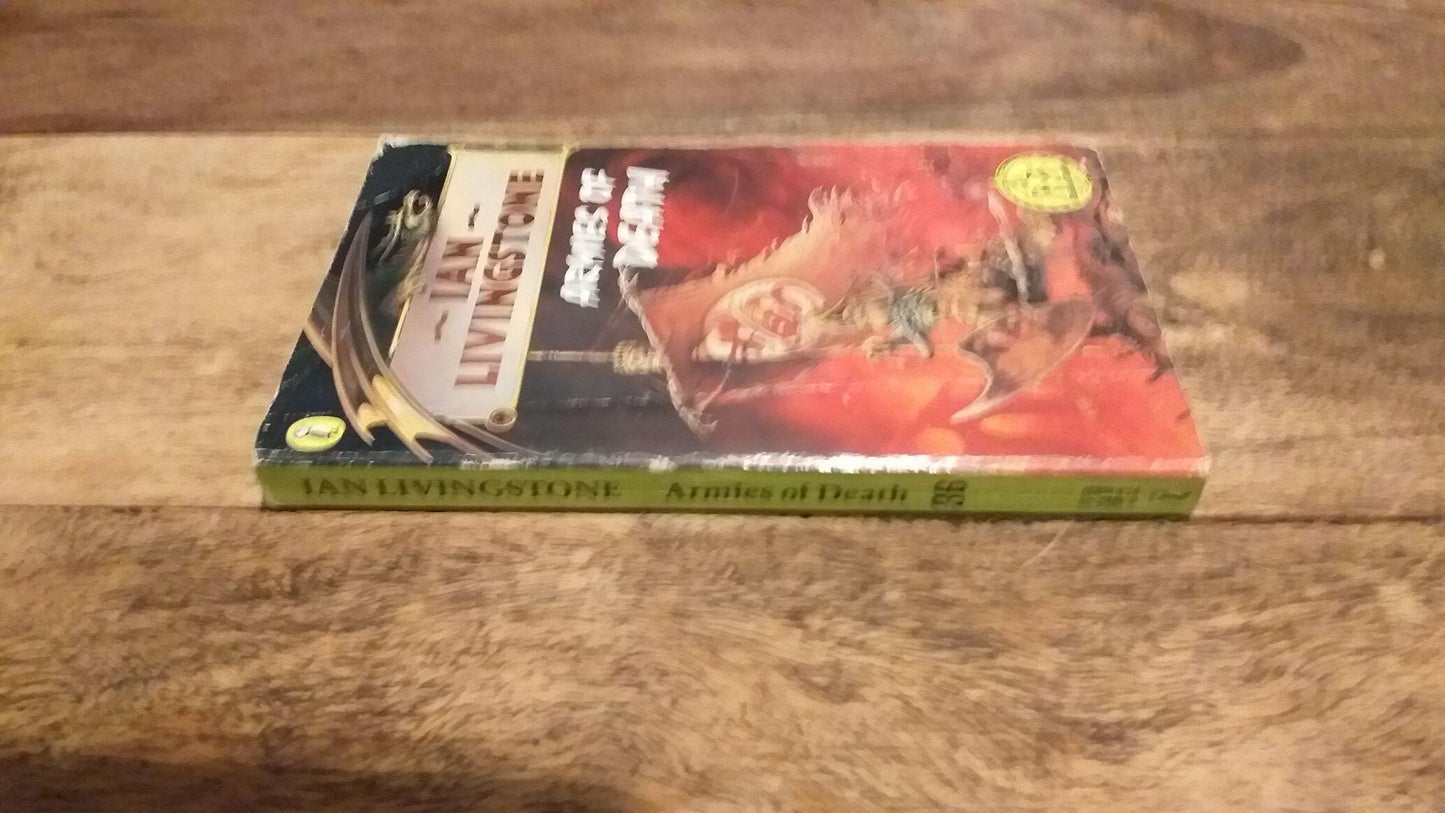 ~ IAN ~
LIVINGSTONE
ARMIES OF
DEATH
IAN LIVINGSTONE Armies of Death 36